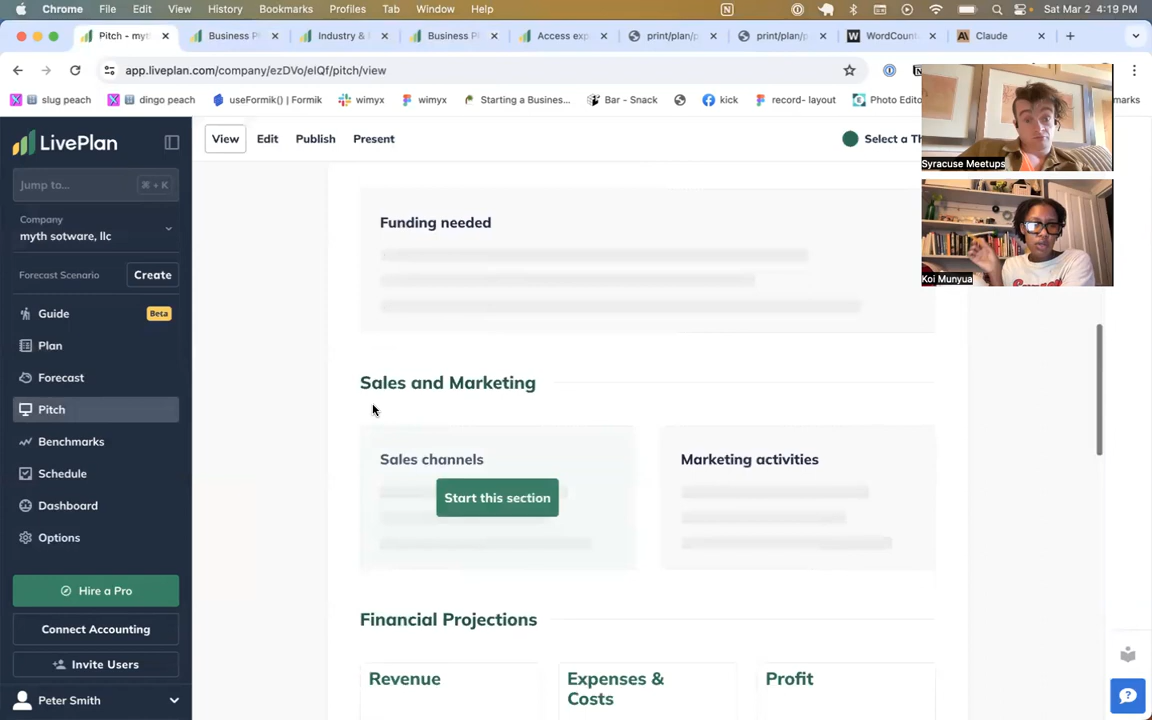 Chrome File Edit View History Bookmarks Profiles Tab Window Help Sat Mar 2 4:19 PM
Pitch - myth Business P Industry & Business P Access exp print/plan/p print/plan/p WordCount Claude
app.liveplan.com/company/ezDVo/elQf/pitch/view
slug peach dingo peach useFormik() | Formik wimyx wimyx Starting a Busines... Bar - Snack kick record- layout Photo Edito
LivePlan
View Edit Publish Present Select a Th
Syracuse Meetups
Koi Munyua
Jump to... ⌘ + K
Company
myth sotware, llc
Forecast Scenario Create
Guide Beta
Plan
Forecast
Pitch
Benchmarks
Schedule
Dashboard
Options
Hire a Pro
Connect Accounting
Invite Users
Peter Smith
Funding needed
Sales and Marketing
Sales channels
Start this section
Marketing activities
Financial Projections
Revenue
Expenses &
Costs
Profit